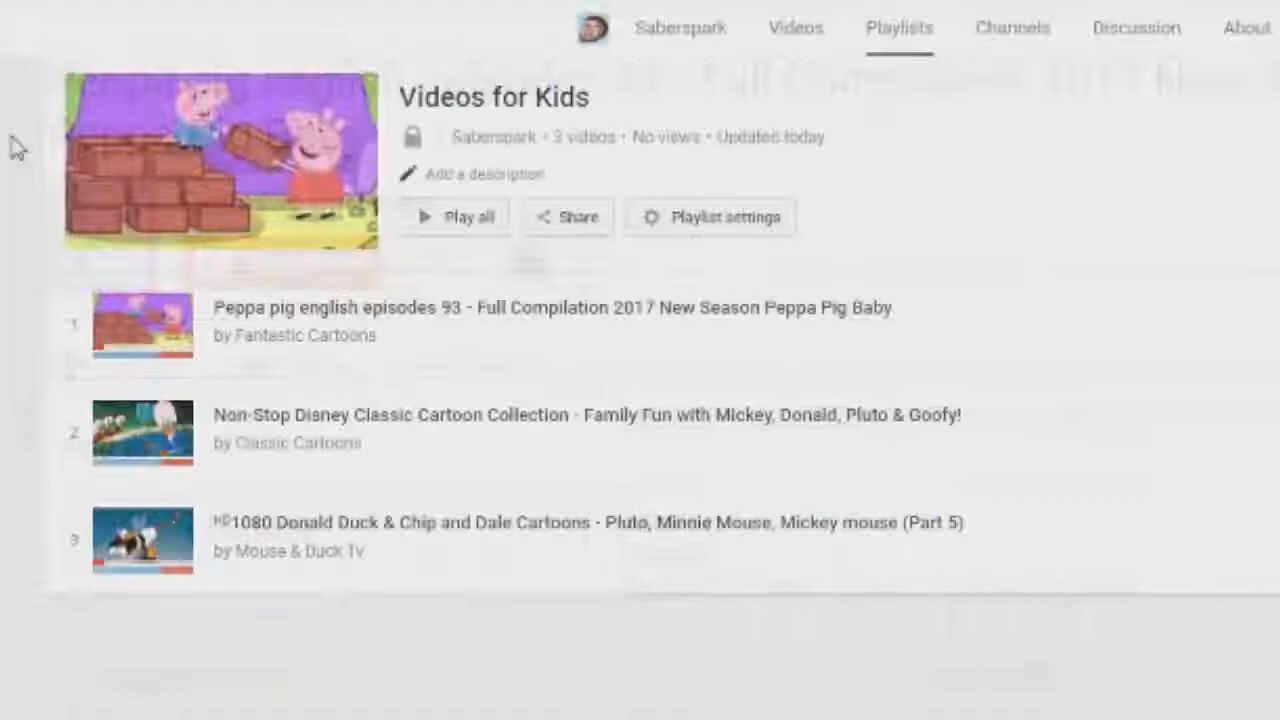 Saberspark Videos Playlists Channels Discussion About
Videos for Kids
Saberspark • 3 videos • No views • Updated today
Add a description
Play all Share Playlist settings
1
Peppa pig english episodes 93 - Full Compilation 2017 New Season Peppa Pig Baby
by Fantastic Cartoons
2
Non-Stop Disney Classic Cartoon Collection - Family Fun with Mickey, Donald, Pluto & Goofy!
by Classic Cartoons
3
HD1080 Donald Duck & Chip and Dale Cartoons - Pluto, Minnie Mouse, Mickey mouse (Part 5)
by Mouse & Duck Tv